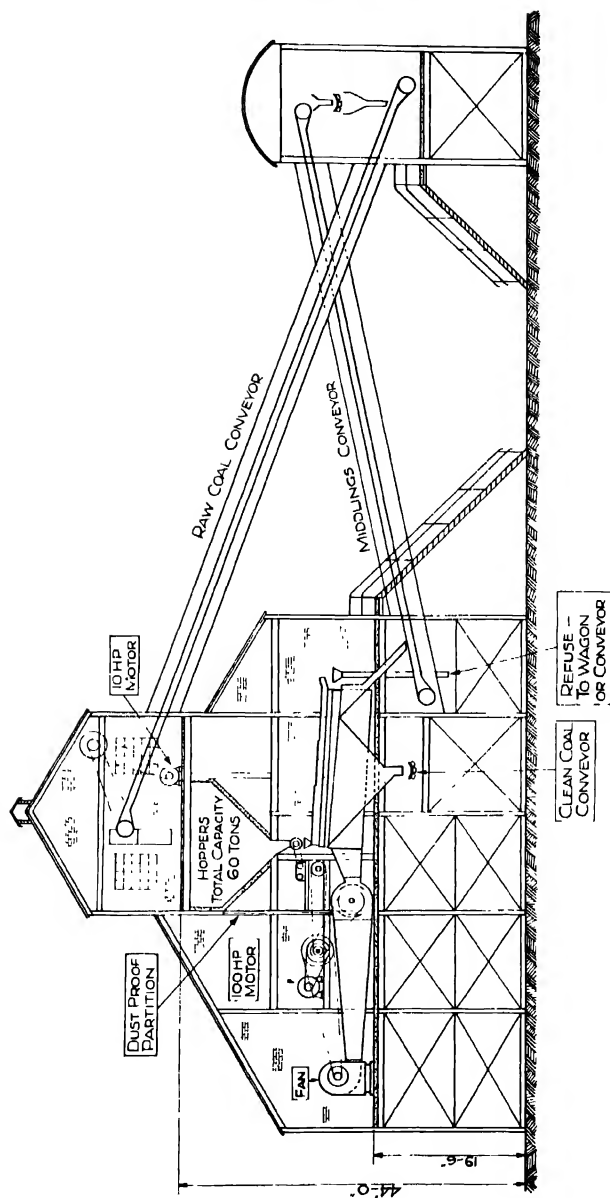 10 HP
MOTOR
RAW COAL CONVEYOR
MIDDLINGS CONVEYOR
DUST PROOF
PARTITION
HOPPERS
TOTAL CAPACITY
60 TONS
100 HP
MOTOR
FAN
44'-0"
19'-6"
CLEAN COAL
CONVEYOR
REFUSE –
TO WAGON
OR CONVEYOR